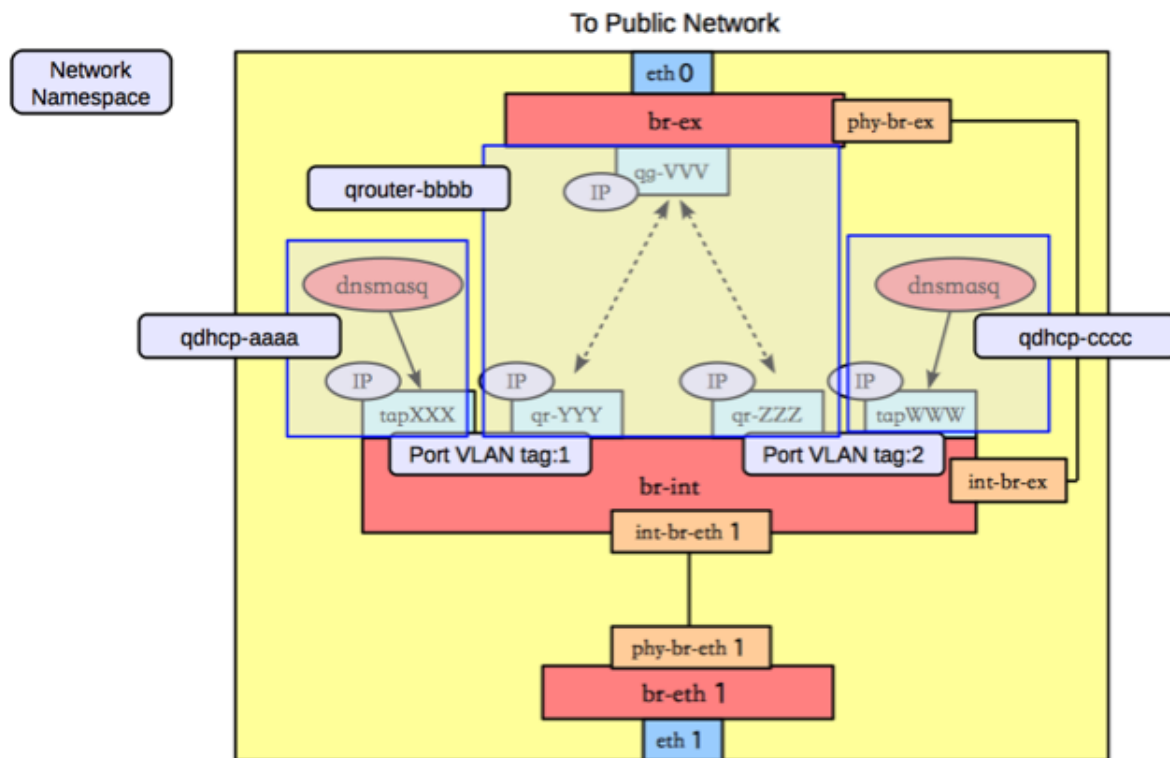 To Public Network
Network
Namespace
eth 0
br-ex
phy-br-ex
qg-VVV
IP
qrouter-bbbb
dnsmasq
dnsmasq
qdhcp-aaaa
qdhcp-cccc
IP
IP
IP
IP
tapXXX
qr-YYY
qr-ZZZ
tapWWW
Port VLAN tag:1
Port VLAN tag:2
br-int
int-br-ex
int-br-eth 1
phy-br-eth 1
br-eth 1
eth 1